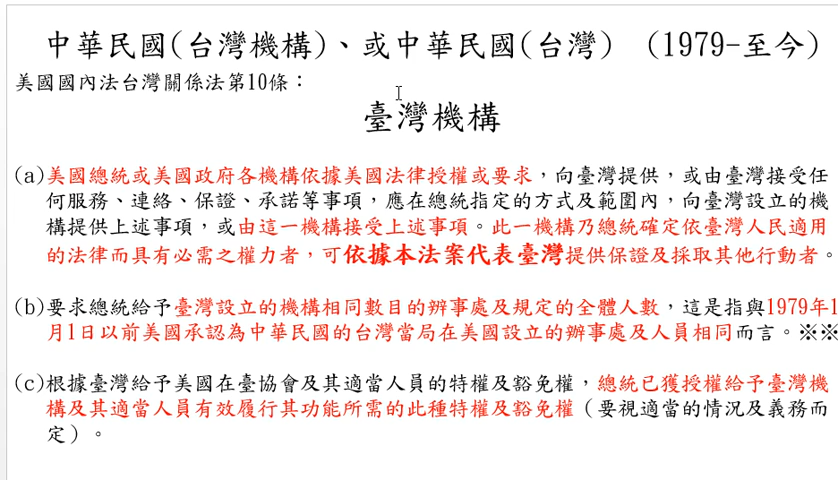 中華民國(台灣機構)、或中華民國(台灣) (1979-至今)
美國國內法台灣關係法第10條：
臺灣機構
(a)美國總統或美國政府各機構依據美國法律授權或要求，向臺灣提供，或由臺灣接受任
何服務、連絡、保證、承諾等事項，應在總統指定的方式及範圍內，向臺灣設立的機
構提供上述事項，或由這一機構接受上述事項。此一機構乃總統確定依臺灣人民適用
的法律而具有必需之權力者，可依據本法案代表臺灣提供保證及採取其他行動者。
(b)要求總統給予臺灣設立的機構相同數目的辦事處及規定的全體人數，這是指與1979年1
月1日以前美國承認為中華民國的台灣當局在美國設立的辦事處及人員相同而言。※※
(c)根據臺灣給予美國在臺協會及其適當人員的特權及豁免權，總統已獲授權給予臺灣機
構及其適當人員有效履行其功能所需的此種特權及豁免權（要視適當的情況及義務而
定）。